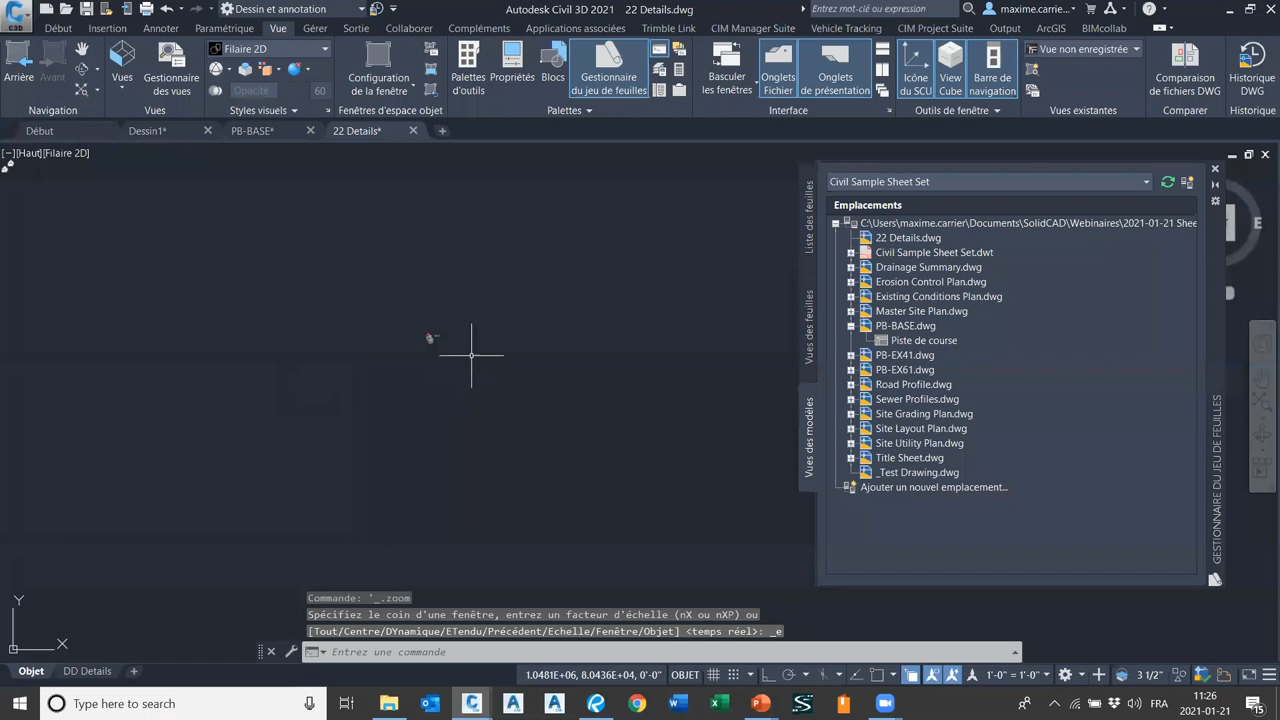 Dessin et annotation
Autodesk Civil 3D 2021 22 Details.dwg
Entrez mot-clé ou expression
maxime.carrie...
Début Insertion Annoter Paramétrique Vue Gérer Sortie Collaborer Compléments Applications associées Express Tools Trimble Link CIM Manager Suite Vehicle Tracking CIM Project Suite Output ArcGIS BIMcollab
Arrière
Avant
Navigation
Vues
Gestionnaire des vues
Vues
Filaire 2D
Opacité 60
Styles visuels
Configuration de la fenêtre
Fenêtres d'espace objet
Palettes d'outils
Propriétés
Blocs
Gestionnaire du jeu de feuilles
Palettes
Basculer les fenêtres
Onglets Fichier
Onglets de présentation
Interface
Icône du SCU
View Cube
Barre de navigation
Outils de fenêtre
Vue non enregistrée
Vues existantes
Comparaison de fichiers DWG
Comparer
Historique DWG
Historique
Début
Dessin1*
PB-BASE*
22 Details*
[−][Haut][Filaire 2D]
Civil Sample Sheet Set
Emplacements
C:\Users\maxime.carrier\Documents\SolidCAD\Webinaires\2021-01-21 Shee
22 Details.dwg
Civil Sample Sheet Set.dwt
Drainage Summary.dwg
Erosion Control Plan.dwg
Existing Conditions Plan.dwg
Master Site Plan.dwg
PB-BASE.dwg
Piste de course
PB-EX41.dwg
PB-EX61.dwg
Road Profile.dwg
Sewer Profiles.dwg
Site Grading Plan.dwg
Site Layout Plan.dwg
Site Utility Plan.dwg
Title Sheet.dwg
_Test Drawing.dwg
Ajouter un nouvel emplacement...
Liste des feuilles
Vues des feuilles
Vues des modèles
GESTIONNAIRE DU JEU DE FEUILLES
E
Commande: '_.zoom
Spécifiez le coin d'une fenêtre, entrez un facteur d'échelle (nX ou nXP) ou
[Tout/Centre/DYnamique/ETendu/Précédent/Echelle/Fenêtre/Objet] <temps réel>: _e
Entrez une commande
Y
X
Objet
DD Details
1.0481E+06, 8.0436E+04, 0'-0"
OBJET
1'-0" = 1'-0"
3 1/2"
Type here to search
FRA
11:26
2021-01-21
15